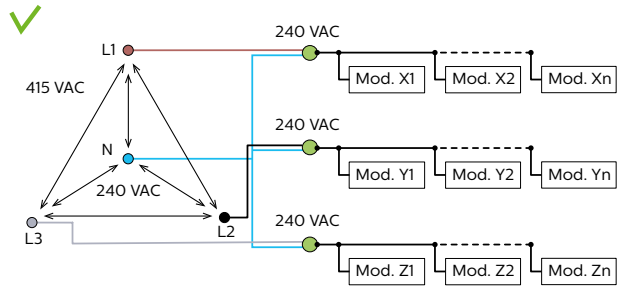 240 VAC
L1
Mod. X1 Mod. X2 Mod. Xn
415 VAC
240 VAC
N
Mod. Y1 Mod. Y2 Mod. Yn
240 VAC
240 VAC
L3 L2
Mod. Z1 Mod. Z2 Mod. Zn